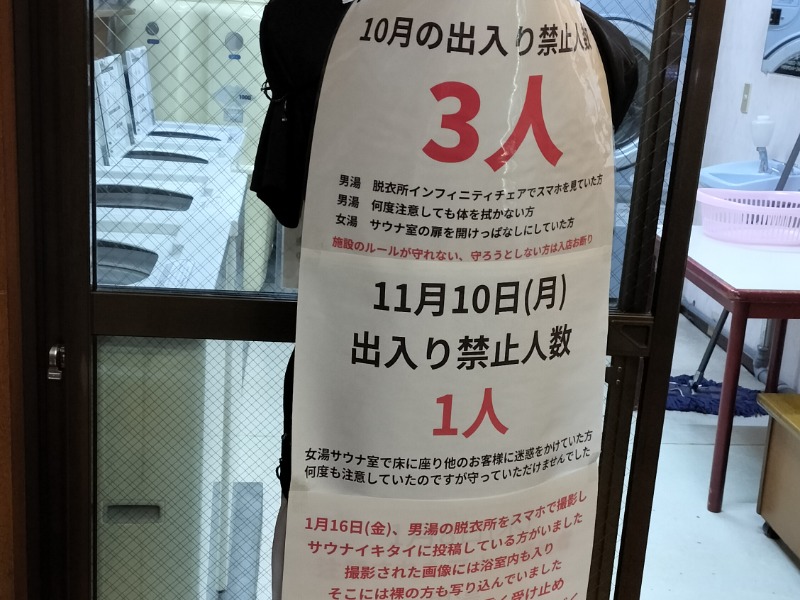 10月の出入り禁止人数
3人
男湯 脱衣所インフィニティチェアでスマホを見ていた方
男湯 何度注意しても体を拭かない方
女湯 サウナ室の扉を開けっぱなしにしていた方
施設のルールが守れない、守ろうとしない方は入店お断り
11月10日(月)
出入り禁止人数
1人
女湯サウナ室で床に座り他のお客様に迷惑をかけていた方
何度も注意していたのですが守っていただけませんでした
1月16日(金)、男湯の脱衣所をスマホで撮影し
サウナイキタイに投稿している方がいました
撮影された画像には浴室内も入り
そこには裸の方も写り込んでいました
く受け止め